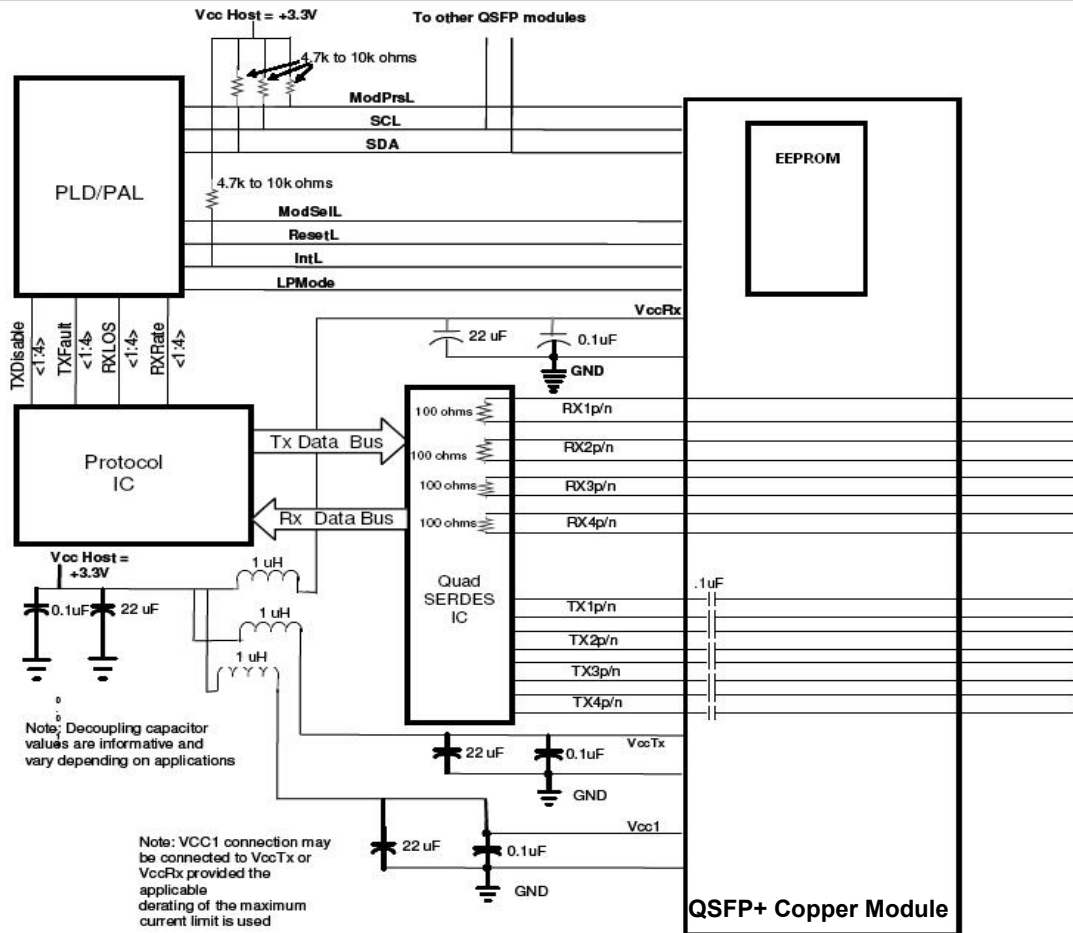 Vcc Host = +3.3V
To other QSFP modules
4.7k to 10k ohms
ModPrsL
SCL
SDA
EEPROM
PLD/PAL
4.7k to 10k ohms
ModSelL
ResetL
IntL
LPMode
VccRx
TXDisable
<1:4>
TXFault
<1:4>
RXLOS
<1:4>
RXRate
<1:4>
22 uF
0.1uF
GND
100 ohms
RX1p/n
Tx Data Bus
100 ohms
RX2p/n
Protocol
IC
100 ohms
RX3p/n
Rx Data Bus
100 ohms
RX4p/n
Vcc Host =
+3.3V
1 uH
Quad
SERDES
IC
.1uF
0.1uF
22 uF
1 uH
TX1p/n
TX2p/n
1 uH
TX3p/n
TX4p/n
Note: Decoupling capacitor
values are informative and
vary depending on applications
22 uF
0.1uF
VccTx
GND
Vcc1
Note: VCC1 connection may
be connected to VccTx or
VccRx provided the
applicable
derating of the maximum
current limit is used
22 uF
0.1uF
GND
QSFP+ Copper Module